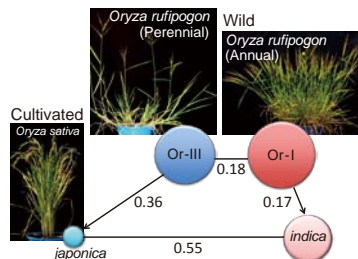 Wild
Oryza rufipogon
(Perennial)
Oryza rufipogon
(Annual)
Cultivated
Oryza sativa
Or-III
Or-I
0.18
0.36
0.17
0.55
japonica
indica